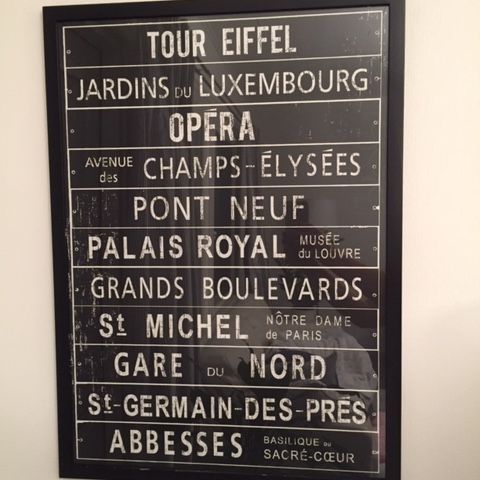 TOUR EIFFEL
JARDINS DU LUXEMBOURG
OPÉRA
AVENUE des CHAMPS-ÉLYSÉES
PONT NEUF
PALAIS ROYAL MUSÉE du LOUVRE
GRANDS BOULEVARDS
St MICHEL NÔTRE DAME de PARIS
GARE DU NORD
St-GERMAIN-DES-PRÉS
ABBESSES BASILIQUE du SACRÉ-CŒUR